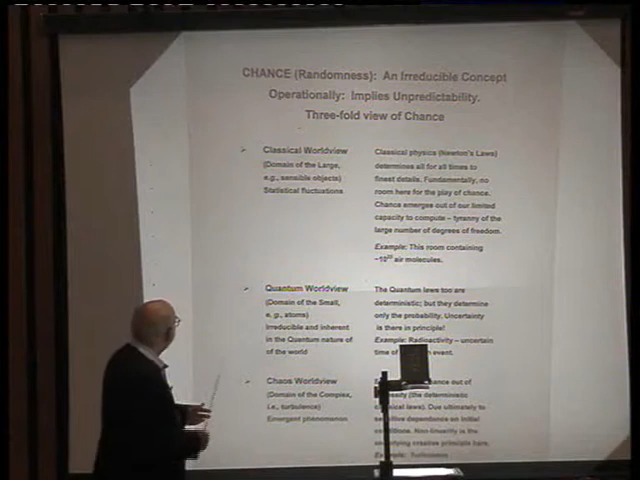 CHANCE (Randomness): An Irreducible Concept
Operationally: Implies Unpredictability.
Three-fold view of Chance
Classical Worldview
(Domain of the Large,
e.g., sensible objects)
Statistical fluctuations
Classical physics (Newton's Laws)
determines all for all times to
finest details. Fundamentally, no
room here for the play of chance.
Chance emerges out of our limited
capacity to compute – tyranny of the
large number of degrees of freedom.
Example: This room containing
air molecules.
Quantum Worldview
(Domain of the Small,
e. g., atoms)
Irreducible and inherent
in the Quantum nature of
of the world
The Quantum laws too are
deterministic; but they determine
only the probability. Uncertainty
is there in principle!
Example: Radioactivity – uncertain
time of event.
Chaos Worldview
(Domain of the Complex,
i.e., turbulence)
Emergent phenomenon
out of
(the deterministic
laws). Due ultimately to
dependence on initial
Non-linearity is the
creative principle here.
Example: